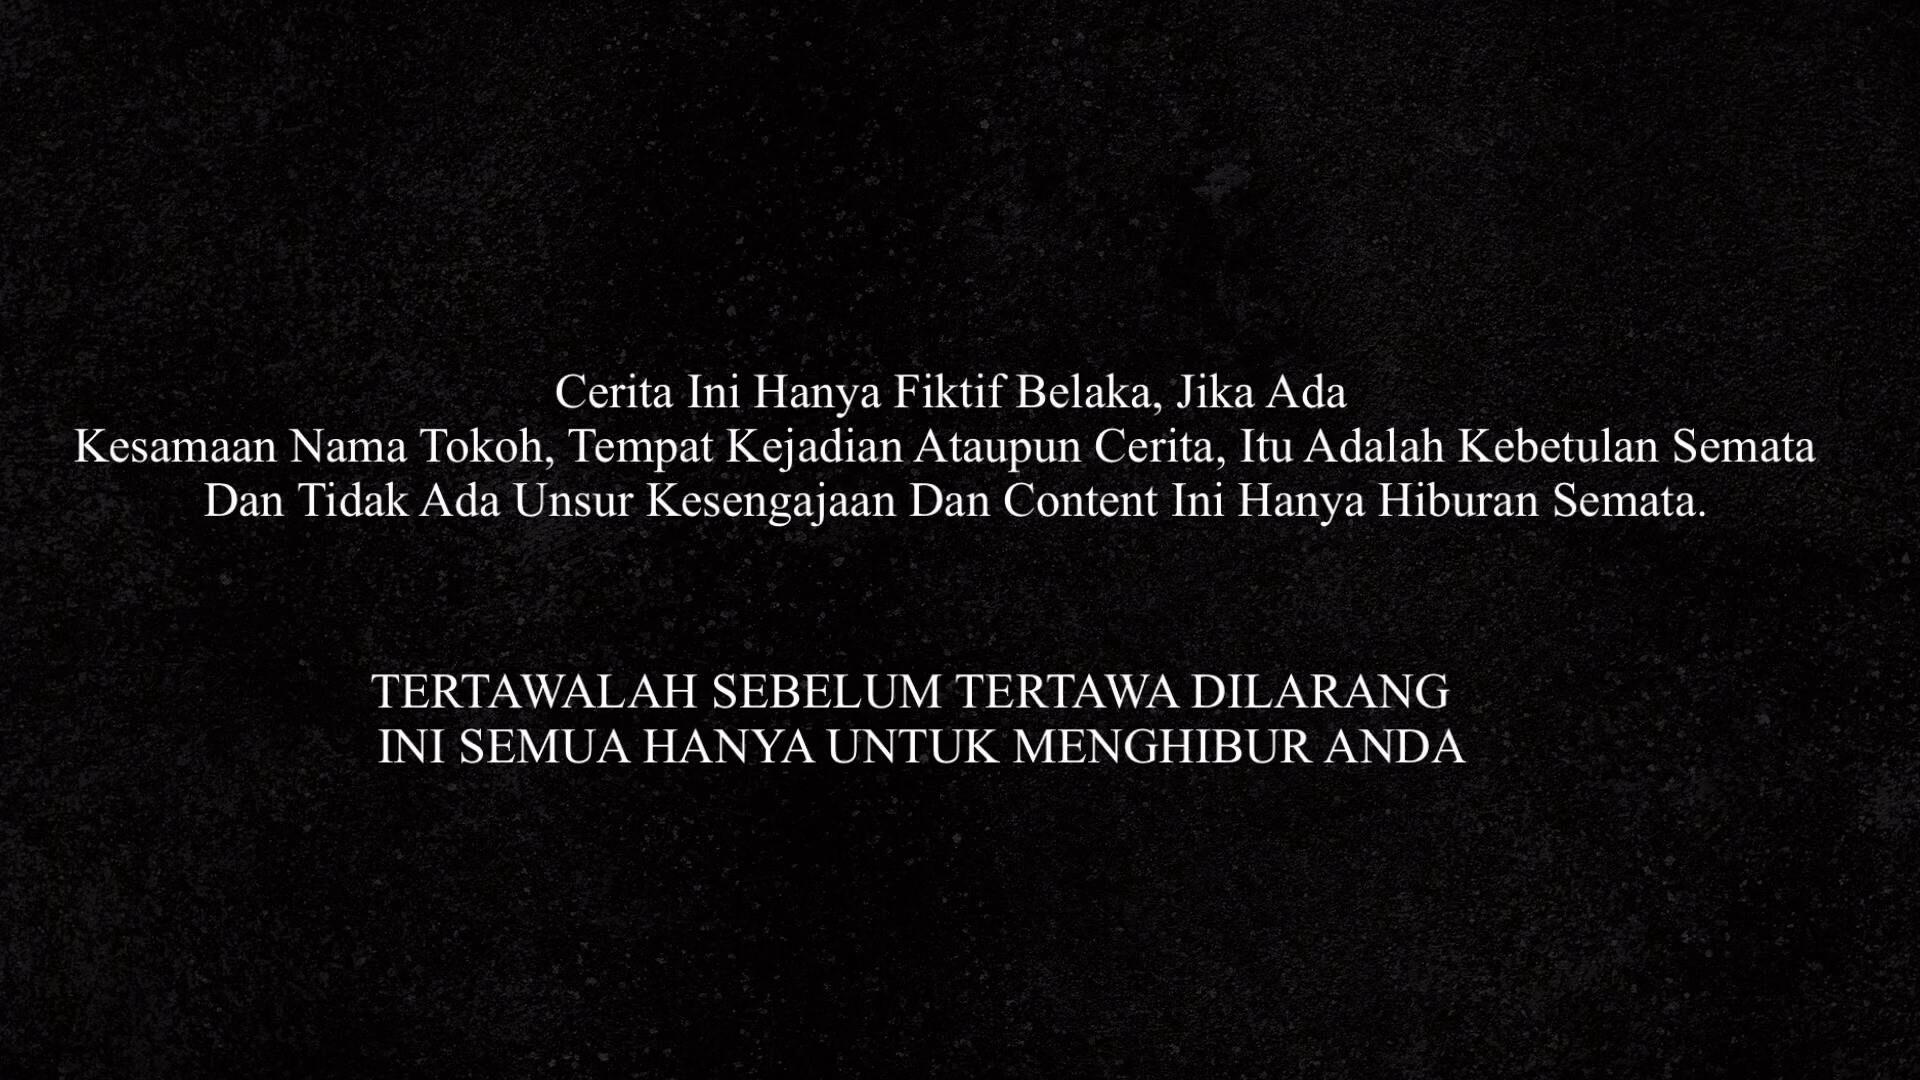 Cerita Ini Hanya Fiktif Belaka, Jika Ada
Kesamaan Nama Tokoh, Tempat Kejadian Ataupun Cerita, Itu Adalah Kebetulan Semata
Dan Tidak Ada Unsur Kesengajaan Dan Content Ini Hanya Hiburan Semata.
TERTAWALAH SEBELUM TERTAWA DILARANG
INI SEMUA HANYA UNTUK MENGHIBUR ANDA